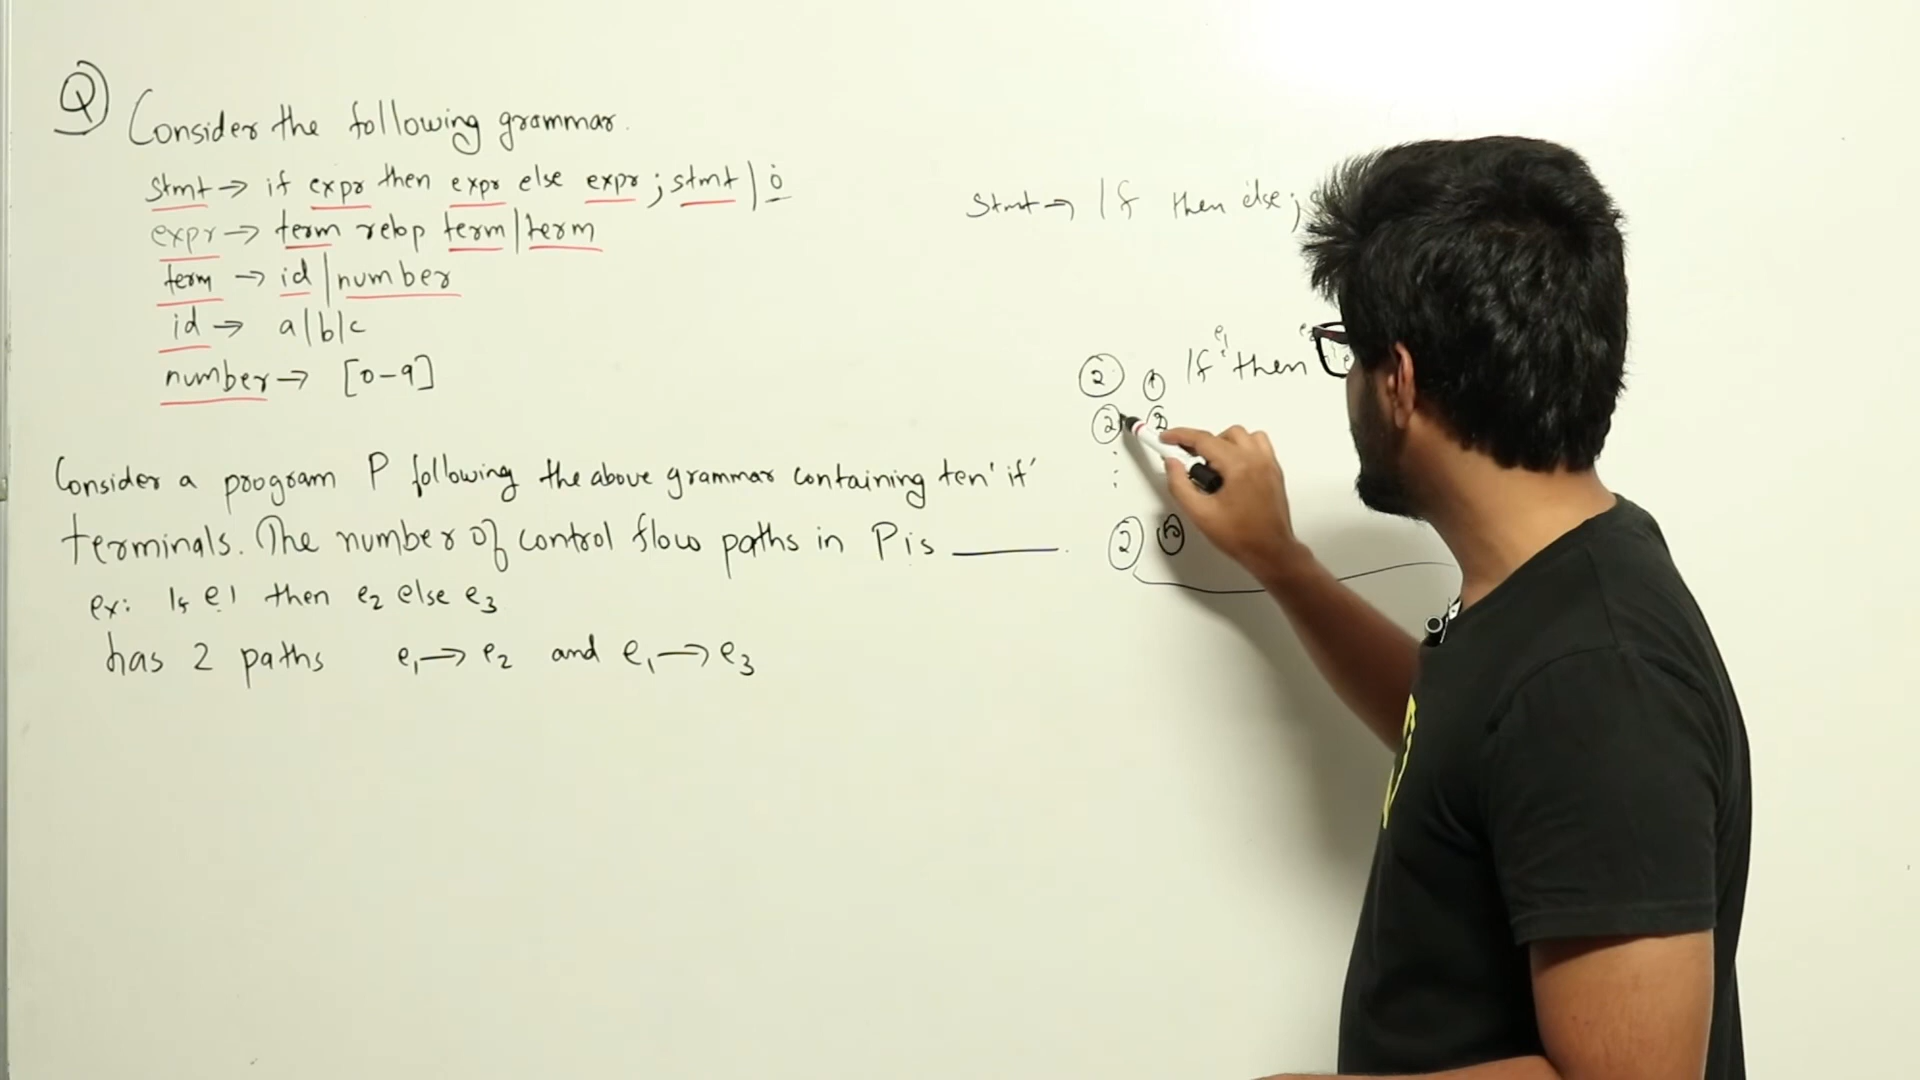 Q
Consider the following grammar.
Stmt → if expr then expr else expr ; stmt | ȯ
expr → term relop term | term
term → id | number
id → a | b | c
number → [0-9]
Consider a program P following the above grammar containing ten 'if'
terminals. The number of control flow paths in P is ______.
ex: If e1 then e2 else e3
has 2 paths e1 → e2 and e1 → e3
Stmt → If then else ;
2 1 If e1 then
2 2
2 10